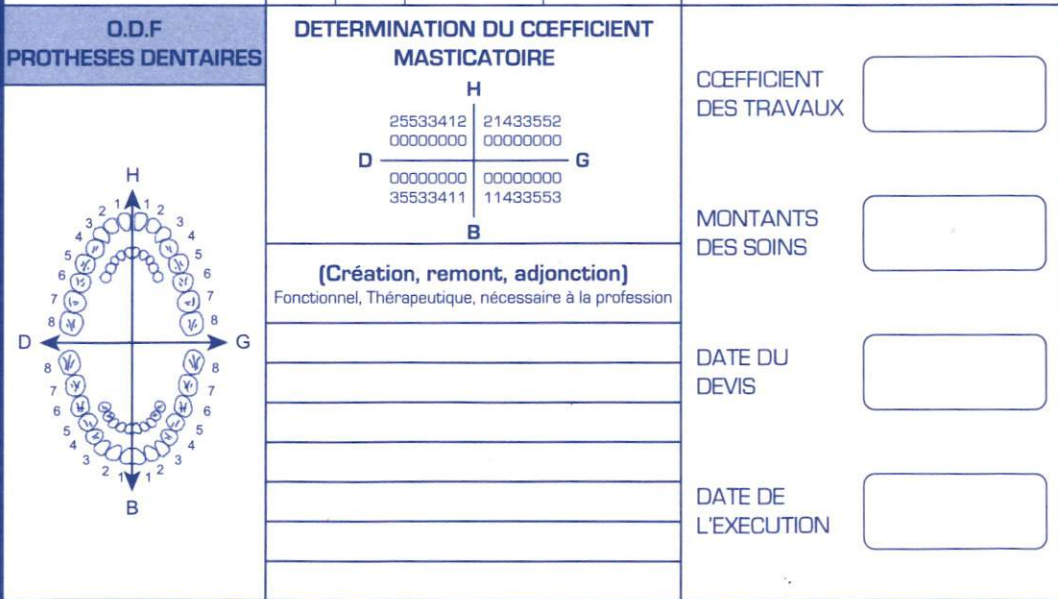 O.D.F
PROTHESES DENTAIRES
H
1 1
2 2
3 3
4 4
5 5
6 6
7 7
8 8
D G
8 8
7 7
6 6
5 5
4 4
3 3
2 2
1 1
B
DETERMINATION DU CŒFFICIENT
MASTICATOIRE
H
25533412 21433552
00000000 00000000
D G
00000000 00000000
35533411 11433553
B
(Création, remont, adjonction)
Fonctionnel, Thérapeutique, nécessaire à la profession
CŒFFICIENT
DES TRAVAUX
MONTANTS
DES SOINS
DATE DU
DEVIS
DATE DE
L'EXECUTION